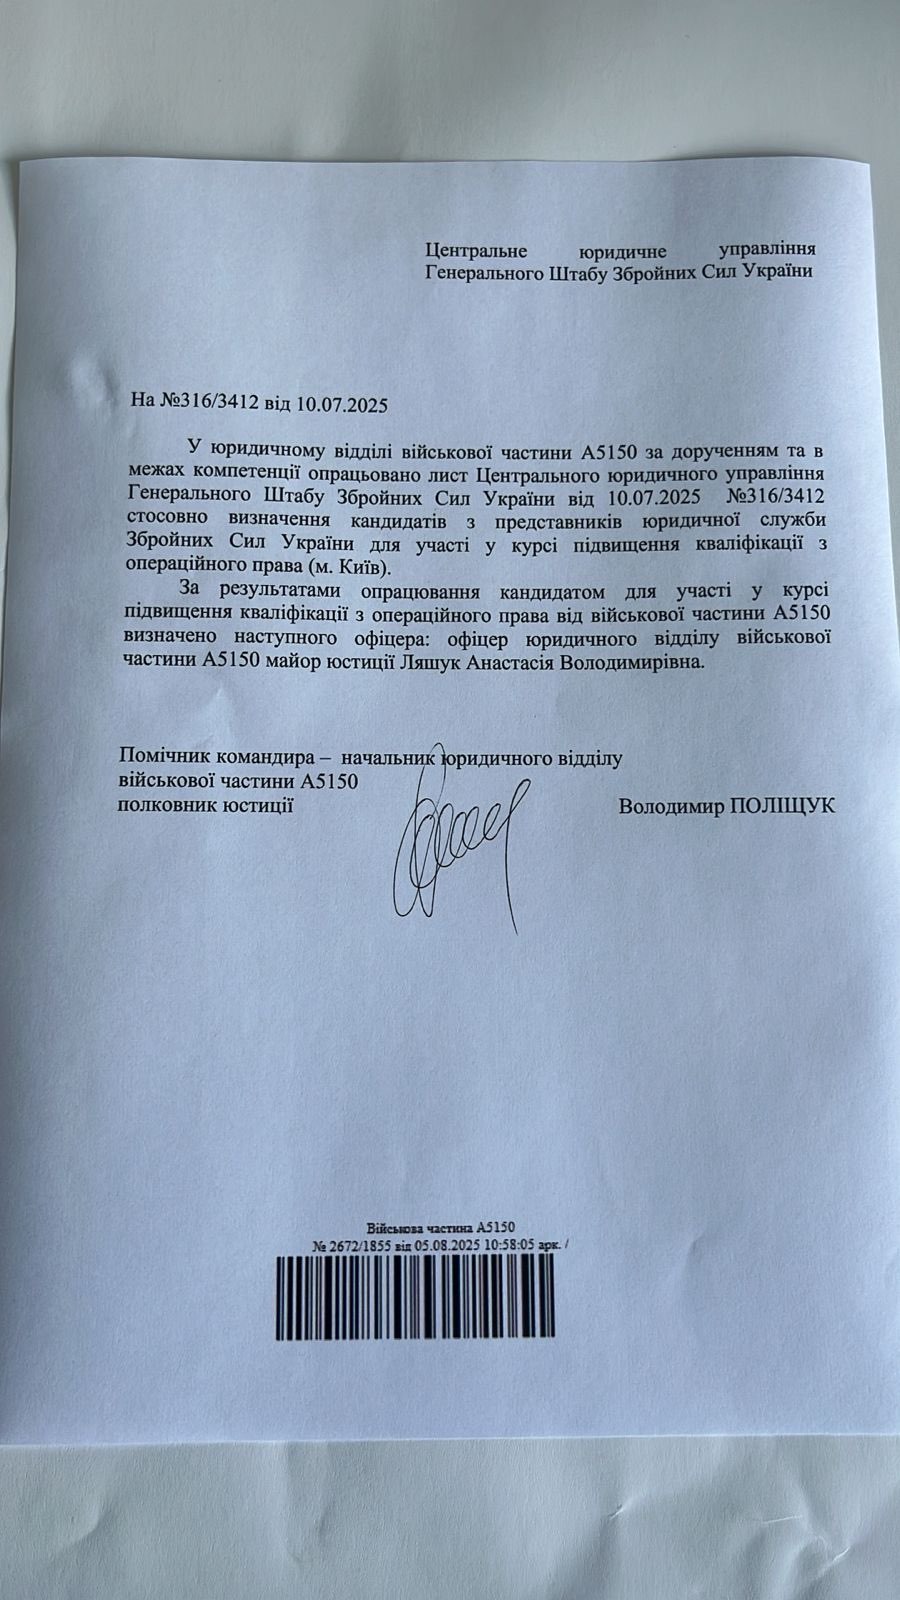 Центральне юридичне управління
Генерального Штабу Збройних Сил України
На №316/3412 від 10.07.2025
У юридичному відділі військової частини А5150 за дорученням та в
межах компетенції опрацьовано лист Центрального юридичного управління
Генерального Штабу Збройних Сил України від 10.07.2025 №316/3412
стосовно визначення кандидатів з представників юридичної служби
Збройних Сил України для участі у курсі підвищення кваліфікації з
операційного права (м. Київ).
За результатами опрацювання кандидатом для участі у курсі
підвищення кваліфікації з операційного права від військової частини А5150
визначено наступного офіцера: офіцер юридичного відділу військової
частини А5150 майор юстиції Ляшук Анастасія Володимирівна.
Помічник командира – начальник юридичного відділу
військової частини А5150
полковник юстиції Володимир ПОЛІЩУК
Військова частина А5150
№ 2672/1855 від 05.08.2025 10:58:05 арк. /